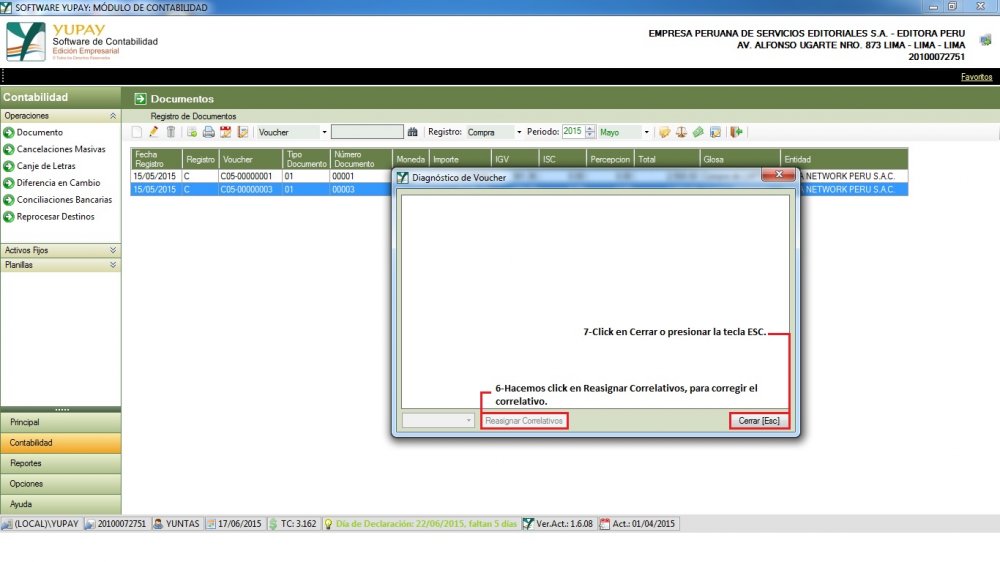 SOFTWARE YUPAY: MÓDULO DE CONTABILIDAD
YUPAY
Software de Contabilidad
Edición Empresarial
EMPRESA PERUANA DE SERVICIOS EDITORIALES S.A. - EDITORA PERU
AV. ALFONSO UGARTE NRO. 873 LIMA - LIMA - LIMA
20100072751
Favoritos
Contabilidad
Documentos
Operaciones
Registro de Documentos
Documento
Voucher
Registro: Compra
Periodo: 2015 Mayo
Cancelaciones Masivas
Canje de Letras
Diferencia en Cambio
Conciliaciones Bancarias
Reprocesar Destinos
Fecha Registro Registro Voucher Tipo Documento Número Documento Moneda Importe IGV ISC Percepcion Total Glosa Entidad
15/05/2015 C C05-00000001 01 00001 NETWORK PERU S.A.C.
15/05/2015 C C05-00000003 01 00003 NETWORK PERU S.A.C.
Diagnóstico de Voucher
7-Click en Cerrar o presionar la tecla ESC.
6-Hacemos click en Reasignar Correlativos, para corregir el
correlativo.
Reasignar Correlativos
Cerrar [Esc]
Activos Fijos
Planillas
Principal
Contabilidad
Reportes
Opciones
Ayuda
(LOCAL)\YUPAY 20100072751 YUNTAS 17/06/2015 TC: 3.162 Día de Declaración: 22/06/2015, faltan 5 días Ver.Act.: 1.6.08 Act.: 01/04/2015